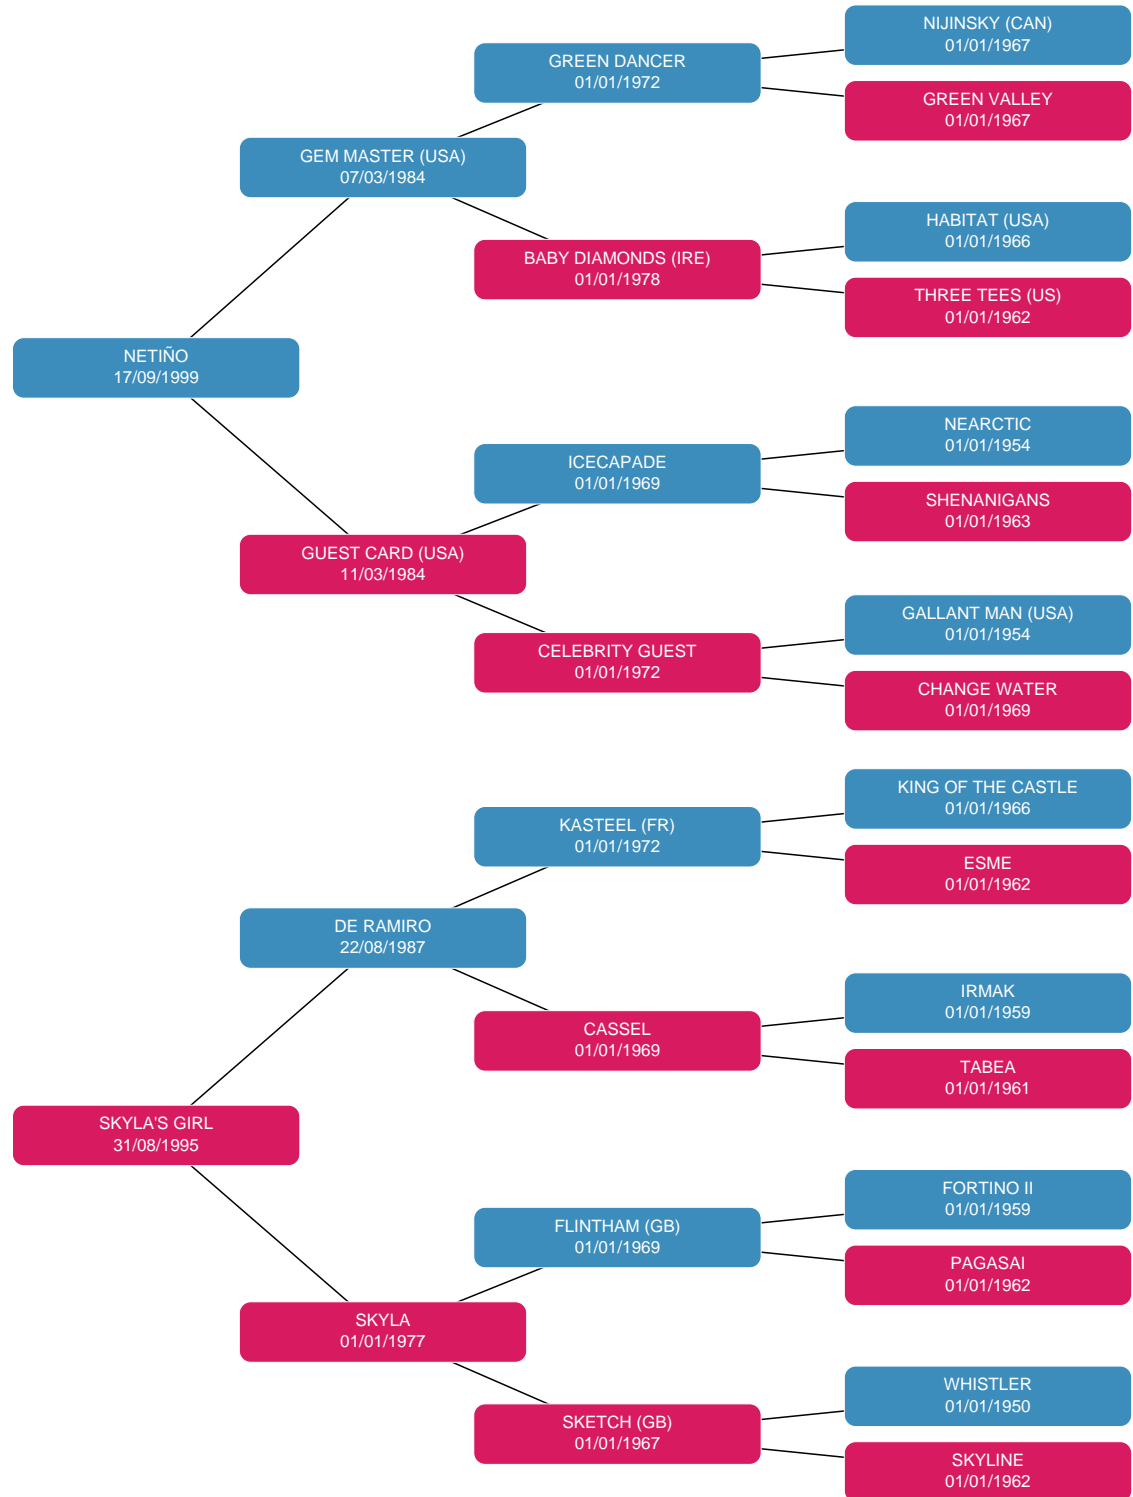 NIJINSKY (CAN)
01/01/1967
GREEN DANCER
01/01/1972
GREEN VALLEY
01/01/1967
GEM MASTER (USA)
07/03/1984
HABITAT (USA)
01/01/1966
BABY DIAMONDS (IRE)
01/01/1978
THREE TEES (US)
01/01/1962
NETIÑO
17/09/1999
NEARCTIC
01/01/1954
ICECAPADE
01/01/1969
SHENANIGANS
01/01/1963
GUEST CARD (USA)
11/03/1984
GALLANT MAN (USA)
01/01/1954
CELEBRITY GUEST
01/01/1972
CHANGE WATER
01/01/1969
KING OF THE CASTLE
01/01/1966
KASTEEL (FR)
01/01/1972
ESME
01/01/1962
DE RAMIRO
22/08/1987
IRMAK
01/01/1959
CASSEL
01/01/1969
TABEA
01/01/1961
SKYLA'S GIRL
31/08/1995
FORTINO II
01/01/1959
FLINTHAM (GB)
01/01/1969
PAGASAI
01/01/1962
SKYLA
01/01/1977
WHISTLER
01/01/1950
SKETCH (GB)
01/01/1967
SKYLINE
01/01/1962